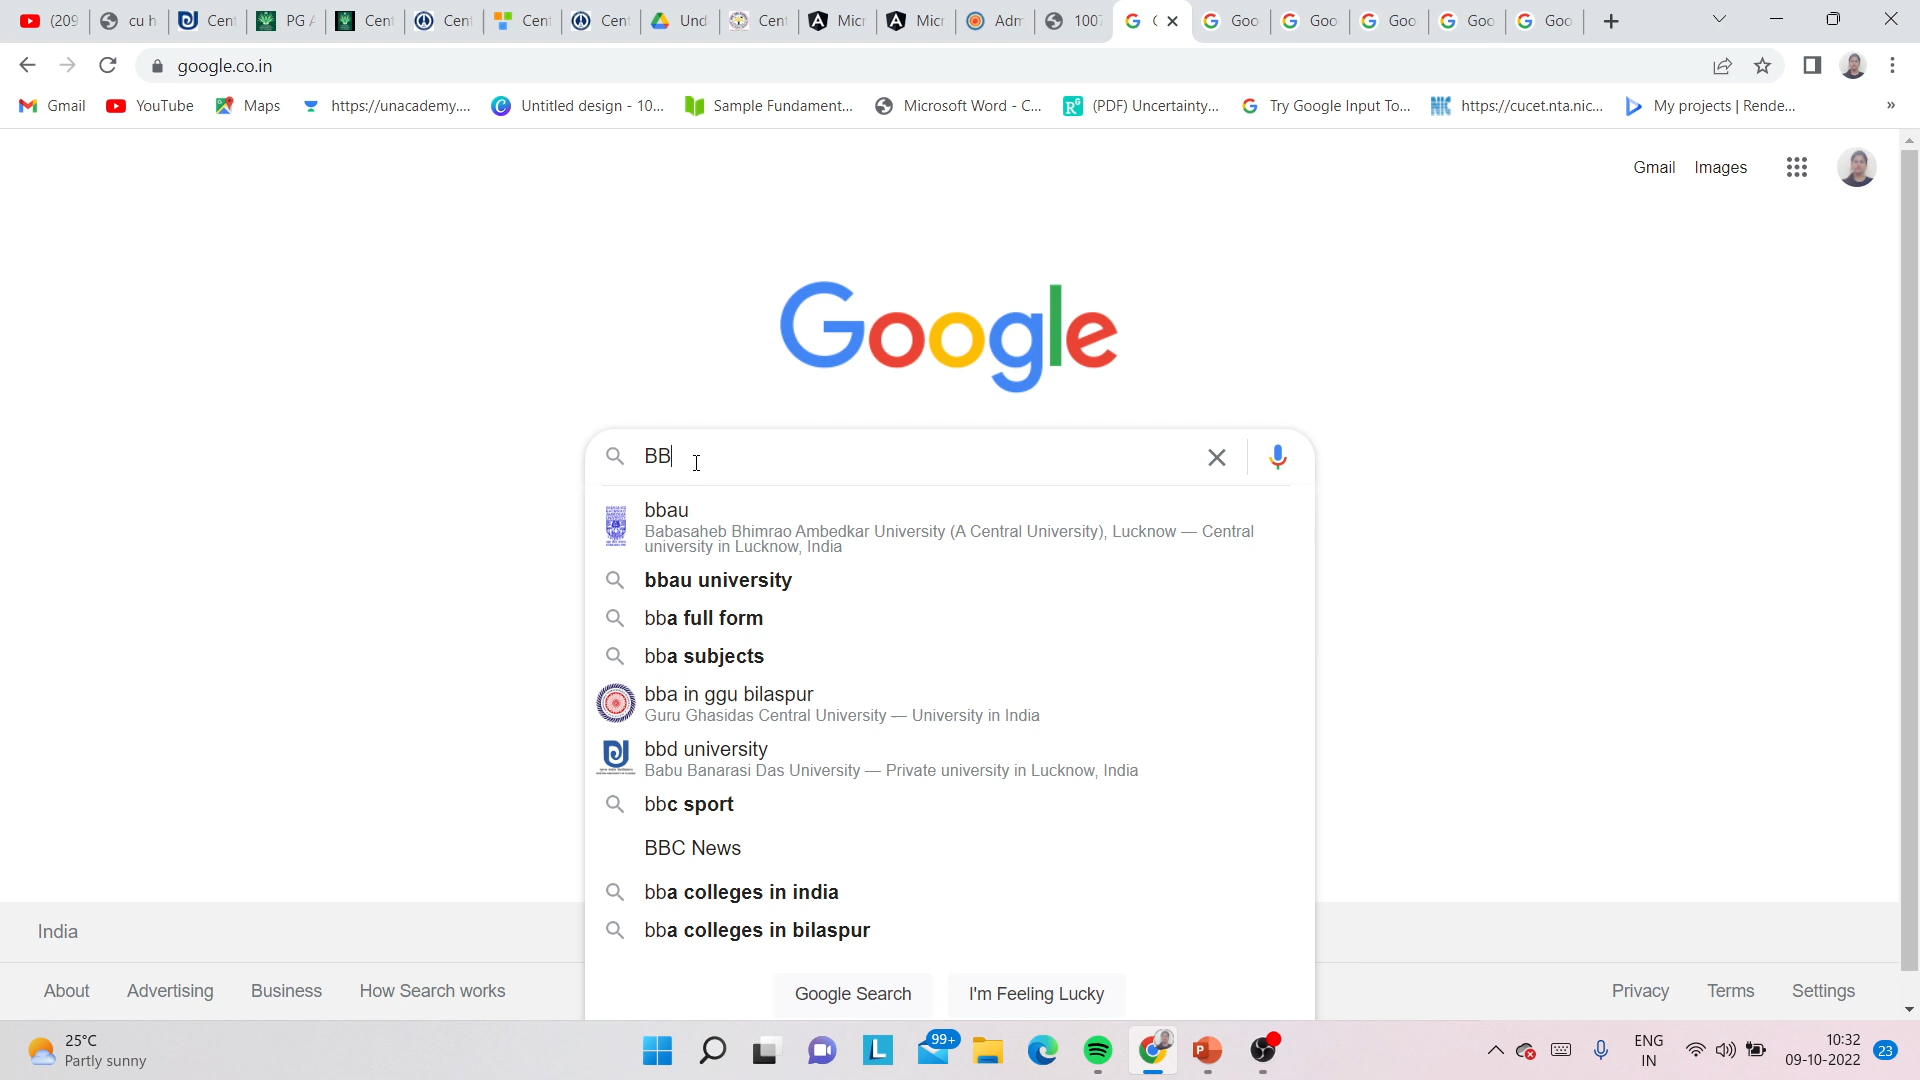 (209
cu h
Cent
PG A
Cent
Cent
Cent
Cent
Und
Cent
Micr
Micr
Adm
1007
Goo
Goo
Goo
Goo
Goo
google.co.in
Gmail
YouTube
Maps
https://unacademy....
Untitled design - 10...
Sample Fundament...
Microsoft Word - C...
(PDF) Uncertainty...
Try Google Input To...
https://cucet.nta.nic...
My projects | Rende...
»
Gmail Images
Google
BB
bbau
Babasaheb Bhimrao Ambedkar University (A Central University), Lucknow — Central
university in Lucknow, India
bbau university
bba full form
bba subjects
bba in ggu bilaspur
Guru Ghasidas Central University — University in India
bbd university
Babu Banarasi Das University — Private university in Lucknow, India
bbc sport
BBC News
bba colleges in india
bba colleges in bilaspur
Google Search
I'm Feeling Lucky
India
About Advertising Business How Search works
Privacy Terms Settings
25°C
Partly sunny
99+
ENG
IN
10:32
09-10-2022
23